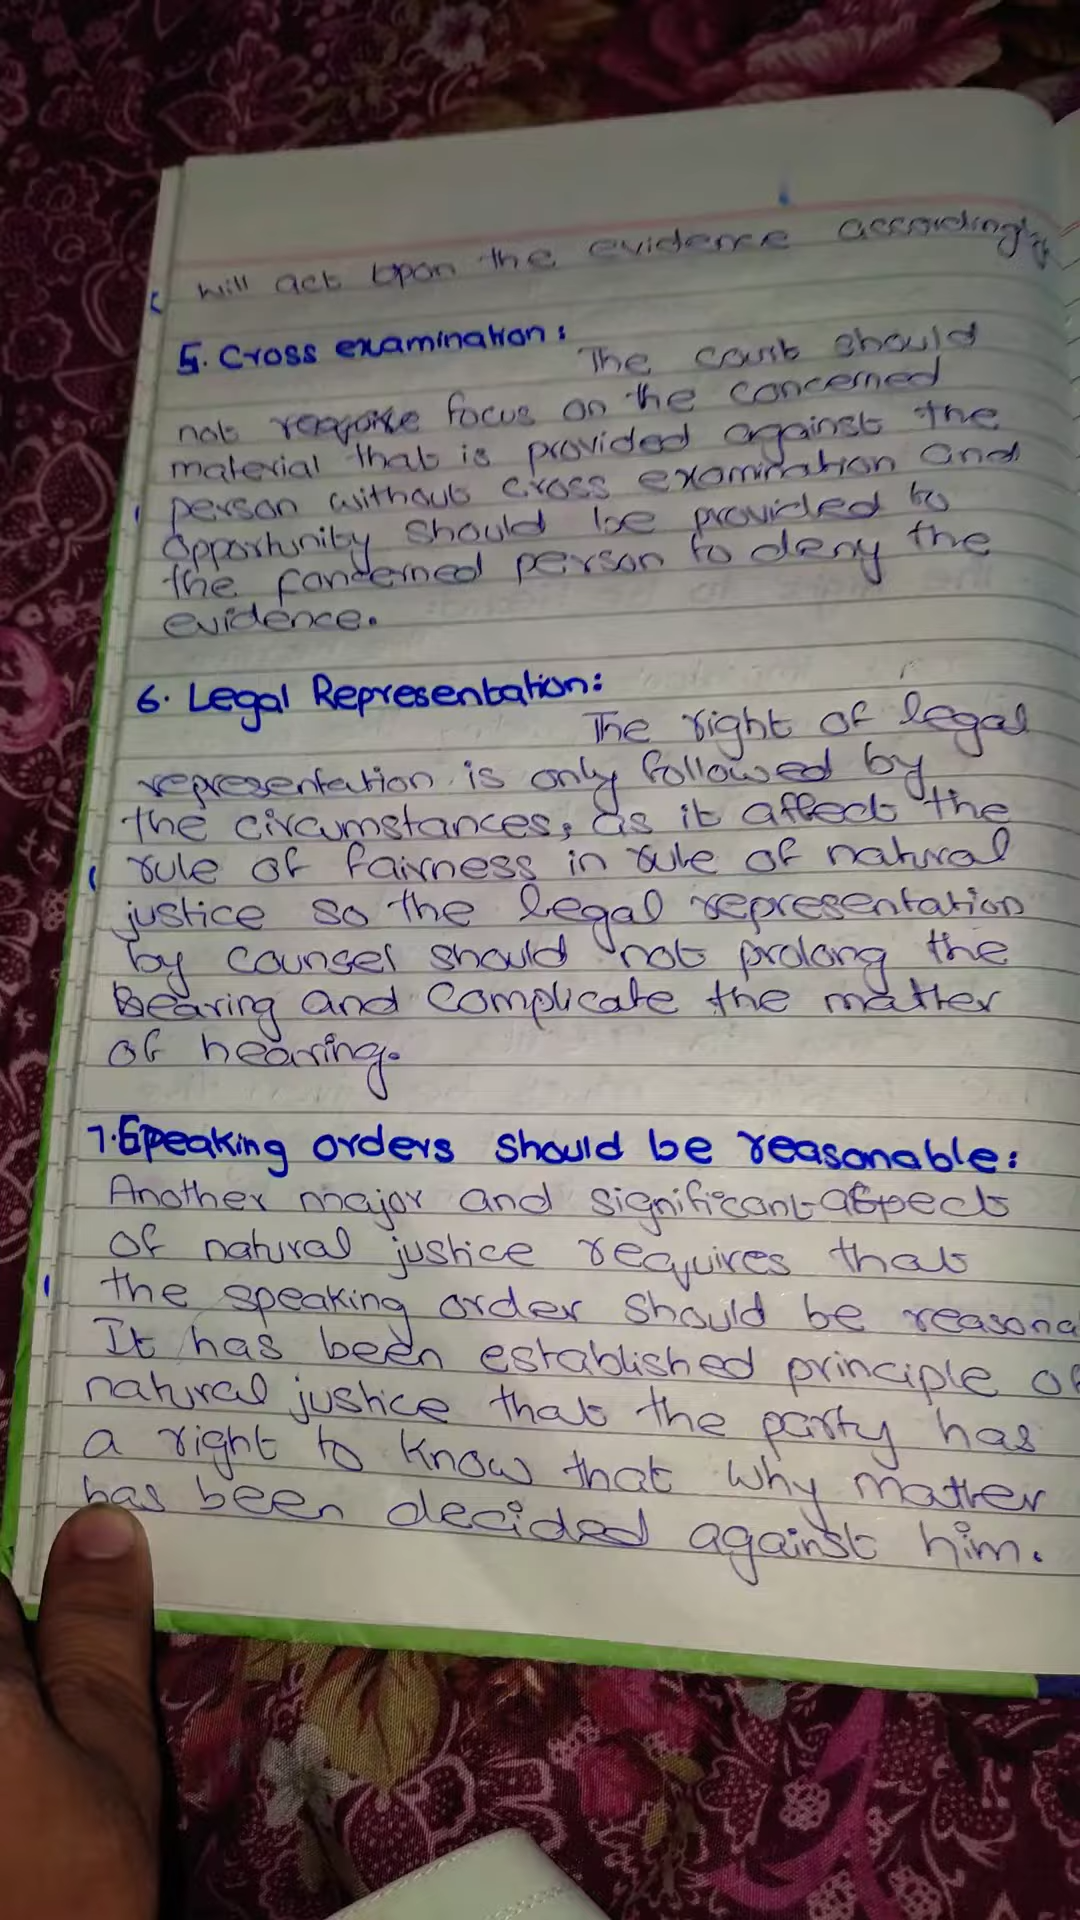 will act upon the evidence accordingly
5. Cross examination:
The court should
not require focus on the concerned
material that is provided against the
person without cross examination and
opportunity should be provided to
the concerned person to deny the
evidence.
6. Legal Representation:
The right of legal
representation is only followed by
the circumstances, as it affect the
rule of fairness in rule of natural
justice so the legal representation
by counsel should not prolong the
Hearing and complicate the matter
of hearing.
7. Speaking orders should be reasonable:
Another major and significant aspect
of natural justice requires that
the speaking order should be reasona
It has been established principle of
natural justice that the party has
a right to know that why matter
has been decided against him.